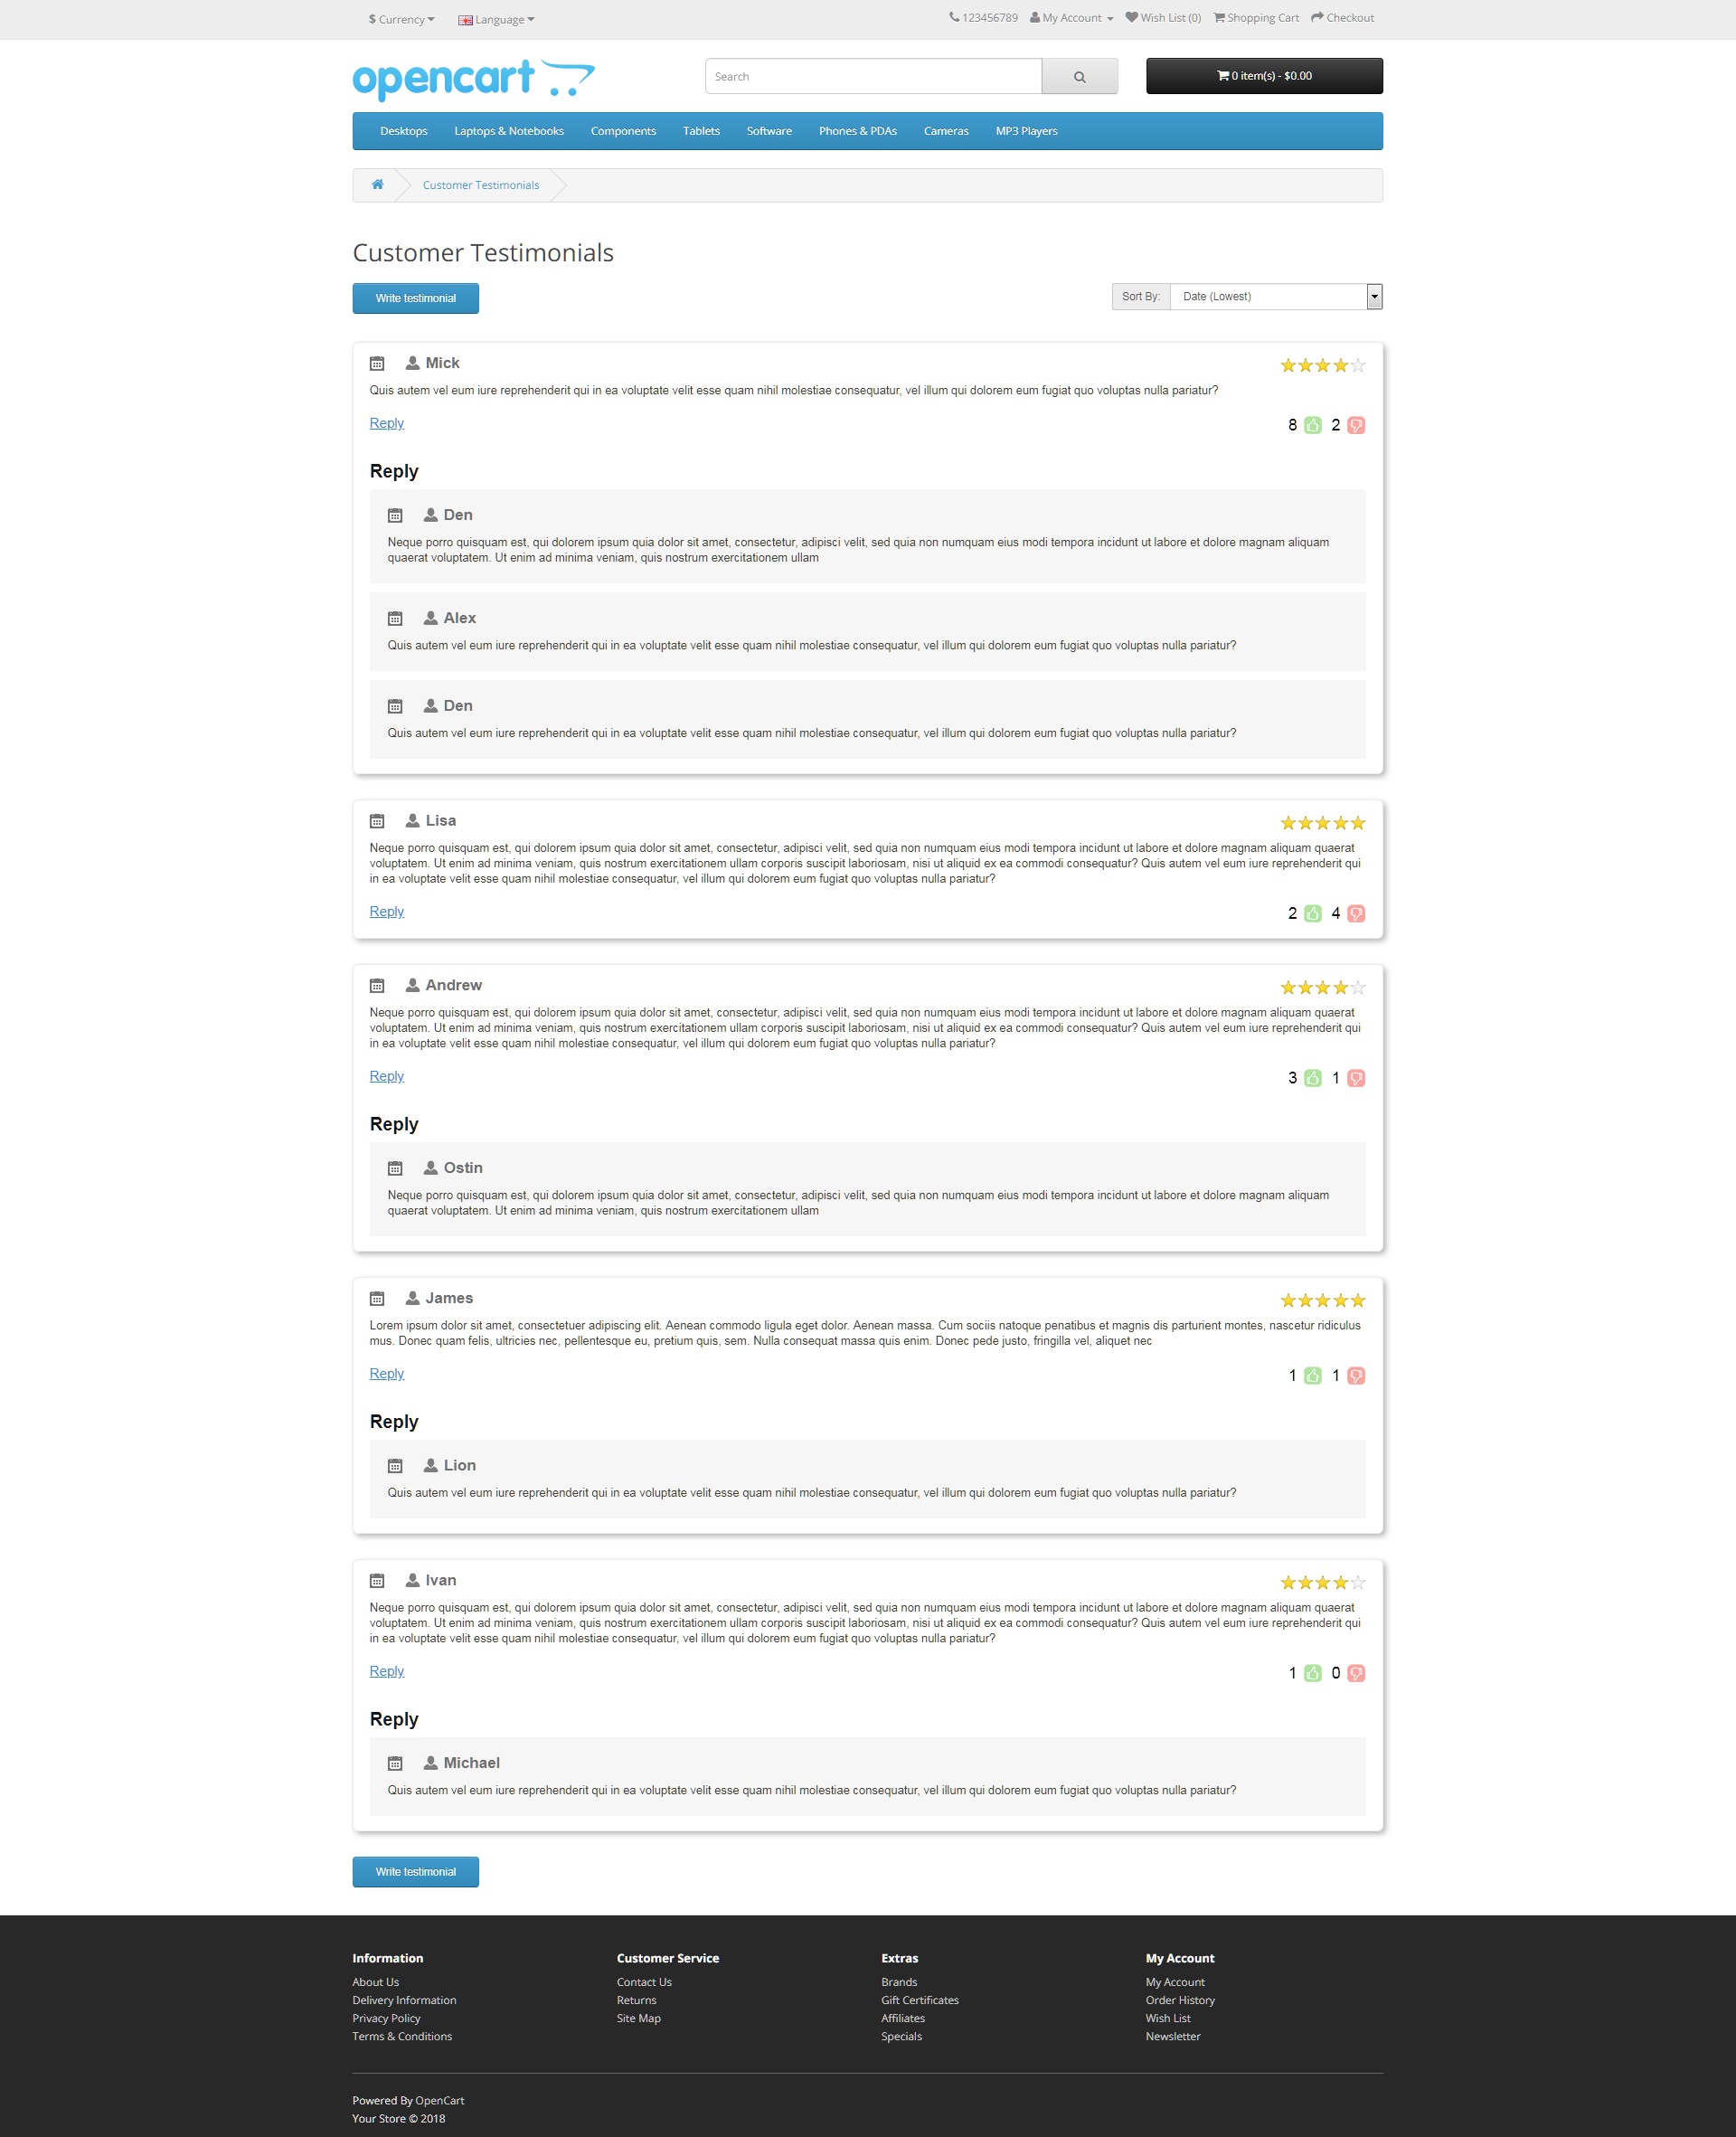 $ Currency Language 123456789 My Account Wish List (0) Shopping Cart Checkout
opencart Search 0 item(s) - $0.00
Desktops Laptops & Notebooks Components Tablets Software Phones & PDAs Cameras MP3 Players
Customer Testimonials
Customer Testimonials
Write testimonial Sort By: Date (Lowest)
Mick
Quis autem vel eum iure reprehenderit qui in ea voluptate velit esse quam nihil molestiae consequatur, vel illum qui dolorem eum fugiat quo voluptas nulla pariatur?
Reply 8 2
Reply
Den
Neque porro quisquam est, qui dolorem ipsum quia dolor sit amet, consectetur, adipisci velit, sed quia non numquam eius modi tempora incidunt ut labore et dolore magnam aliquam
quaerat voluptatem. Ut enim ad minima veniam, quis nostrum exercitationem ullam
Alex
Quis autem vel eum iure reprehenderit qui in ea voluptate velit esse quam nihil molestiae consequatur, vel illum qui dolorem eum fugiat quo voluptas nulla pariatur?
Den
Quis autem vel eum iure reprehenderit qui in ea voluptate velit esse quam nihil molestiae consequatur, vel illum qui dolorem eum fugiat quo voluptas nulla pariatur?
Lisa
Neque porro quisquam est, qui dolorem ipsum quia dolor sit amet, consectetur, adipisci velit, sed quia non numquam eius modi tempora incidunt ut labore et dolore magnam aliquam quaerat
voluptatem. Ut enim ad minima veniam, quis nostrum exercitationem ullam corporis suscipit laboriosam, nisi ut aliquid ex ea commodi consequatur? Quis autem vel eum iure reprehenderit qui
in ea voluptate velit esse quam nihil molestiae consequatur, vel illum qui dolorem eum fugiat quo voluptas nulla pariatur?
Reply 2 4
Andrew
Neque porro quisquam est, qui dolorem ipsum quia dolor sit amet, consectetur, adipisci velit, sed quia non numquam eius modi tempora incidunt ut labore et dolore magnam aliquam quaerat
voluptatem. Ut enim ad minima veniam, quis nostrum exercitationem ullam corporis suscipit laboriosam, nisi ut aliquid ex ea commodi consequatur? Quis autem vel eum iure reprehenderit qui
in ea voluptate velit esse quam nihil molestiae consequatur, vel illum qui dolorem eum fugiat quo voluptas nulla pariatur?
Reply 3 1
Reply
Ostin
Neque porro quisquam est, qui dolorem ipsum quia dolor sit amet, consectetur, adipisci velit, sed quia non numquam eius modi tempora incidunt ut labore et dolore magnam aliquam
quaerat voluptatem. Ut enim ad minima veniam, quis nostrum exercitationem ullam
James
Lorem ipsum dolor sit amet, consectetuer adipiscing elit. Aenean commodo ligula eget dolor. Aenean massa. Cum sociis natoque penatibus et magnis dis parturient montes, nascetur ridiculus
mus. Donec quam felis, ultricies nec, pellentesque eu, pretium quis, sem. Nulla consequat massa quis enim. Donec pede justo, fringilla vel, aliquet nec
Reply 1 1
Reply
Lion
Quis autem vel eum iure reprehenderit qui in ea voluptate velit esse quam nihil molestiae consequatur, vel illum qui dolorem eum fugiat quo voluptas nulla pariatur?
Ivan
Neque porro quisquam est, qui dolorem ipsum quia dolor sit amet, consectetur, adipisci velit, sed quia non numquam eius modi tempora incidunt ut labore et dolore magnam aliquam quaerat
voluptatem. Ut enim ad minima veniam, quis nostrum exercitationem ullam corporis suscipit laboriosam, nisi ut aliquid ex ea commodi consequatur? Quis autem vel eum iure reprehenderit qui
in ea voluptate velit esse quam nihil molestiae consequatur, vel illum qui dolorem eum fugiat quo voluptas nulla pariatur?
Reply 1 0
Reply
Michael
Quis autem vel eum iure reprehenderit qui in ea voluptate velit esse quam nihil molestiae consequatur, vel illum qui dolorem eum fugiat quo voluptas nulla pariatur?
Write testimonial
Information
About Us
Delivery Information
Privacy Policy
Terms & Conditions
Customer Service
Contact Us
Returns
Site Map
Extras
Brands
Gift Certificates
Affiliates
Specials
My Account
My Account
Order History
Wish List
Newsletter
Powered By OpenCart
Your Store © 2018